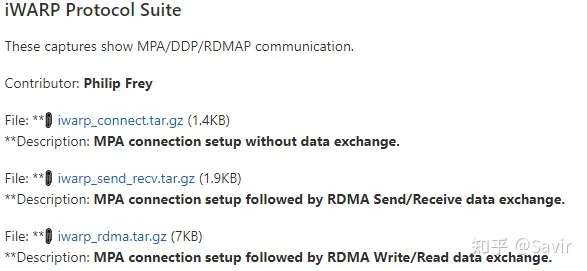 iWARP Protocol Suite
These captures show MPA/DDP/RDMAP communication.
Contributor: Philip Frey
File: ** iwarp_connect.tar.gz (1.4KB)
**Description: MPA connection setup without data exchange.
File: ** iwarp_send_recv.tar.gz (1.9KB)
**Description: MPA connection setup followed by RDMA Send/Receive data exchange.
File: ** iwarp_rdma.tar.gz (7KB)
**Description: MPA connection setup followed by RDMA Write/Read data exchange.
知乎 @Savir